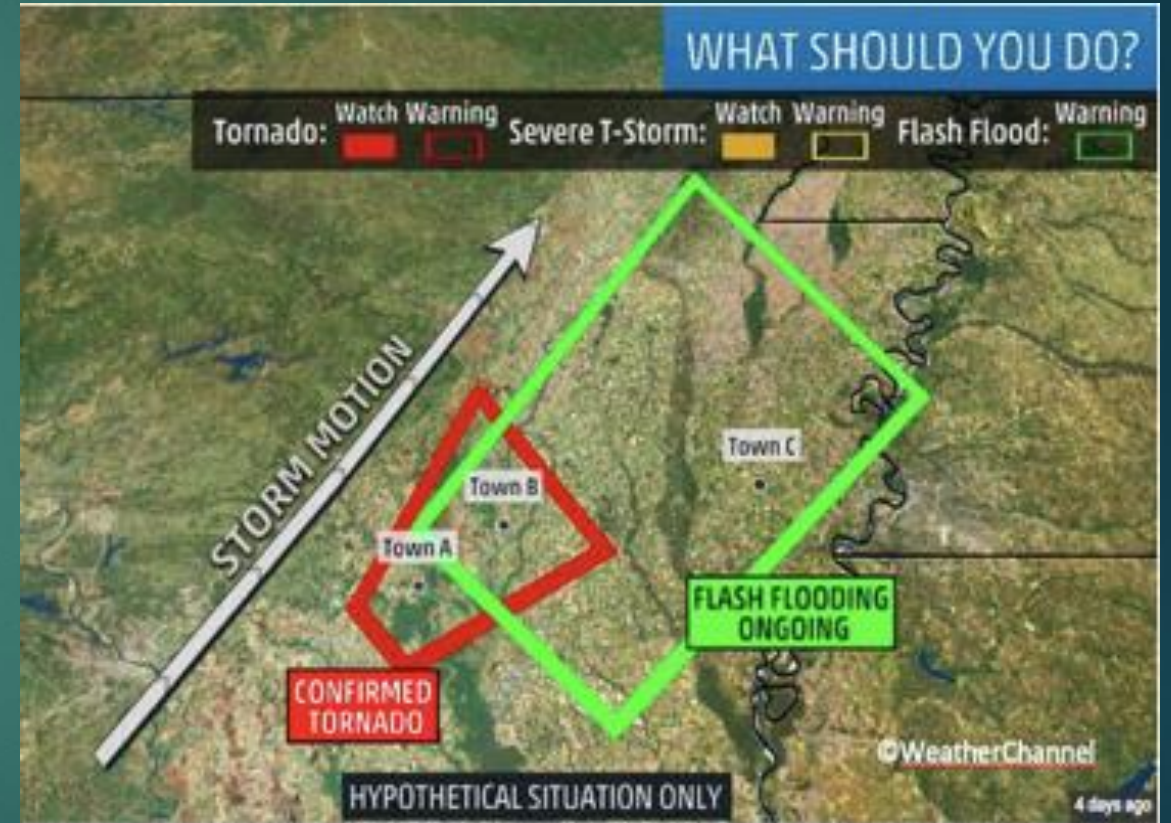 WHAT SHOULD YOU DO?
Watch Warning
Tornado:
Watch Warning
Severe T-Storm:
Warning
Flash Flood:
STORM MOTION
Town C
Town B
Town A
FLASH FLOODING
ONGOING
CONFIRMED
TORNADO
©WeatherChannel
HYPOTHETICAL SITUATION ONLY
4 days ago